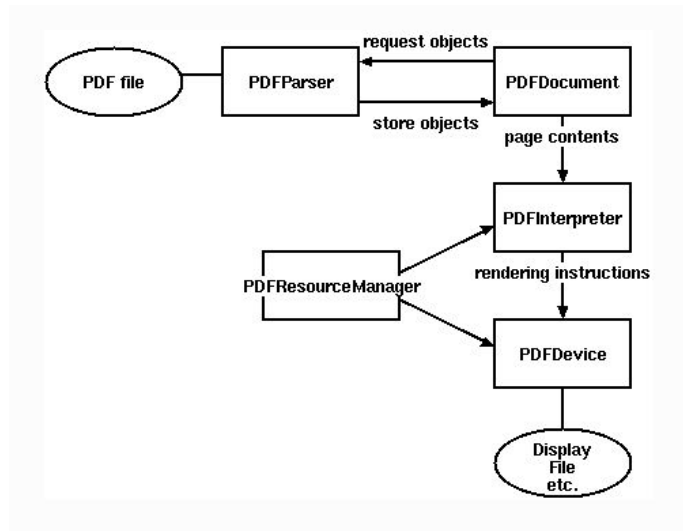 request objects
PDF file
PDFParser
PDFDocument
store objects
page contents
PDFInterpreter
PDFResourceManager
rendering instructions
PDFDevice
Display
File
etc.